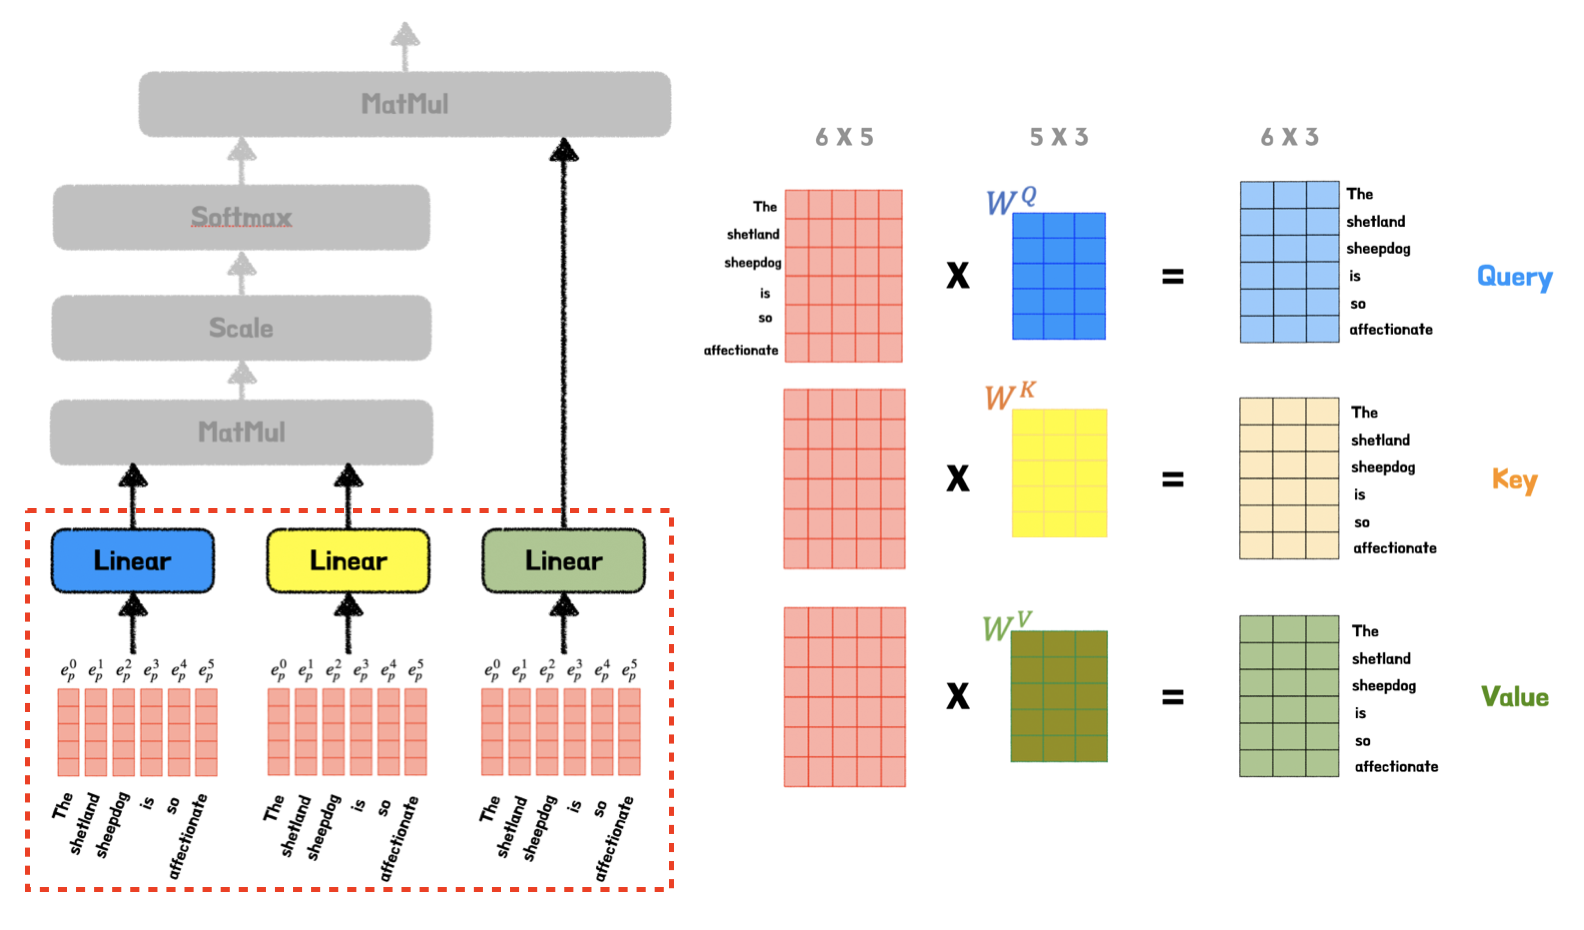 MatMul
Softmax
Scale
MatMul
Linear Linear Linear
e_p^0 e_p^1 e_p^2 e_p^3 e_p^4 e_p^5
The shetland sheepdog is so affectionate
e_p^0 e_p^1 e_p^2 e_p^3 e_p^4 e_p^5
The shetland sheepdog is so affectionate
e_p^0 e_p^1 e_p^2 e_p^3 e_p^4 e_p^5
The shetland sheepdog is so affectionate
6 X 5 5 X 3 6 X 3
The
shetland
sheepdog
is
so
affectionate
X
W^Q
=
The
shetland
sheepdog
is
so
affectionate
Query
X
W^K
=
The
shetland
sheepdog
is
so
affectionate
Key
X
W^V
=
The
shetland
sheepdog
is
so
affectionate
Value